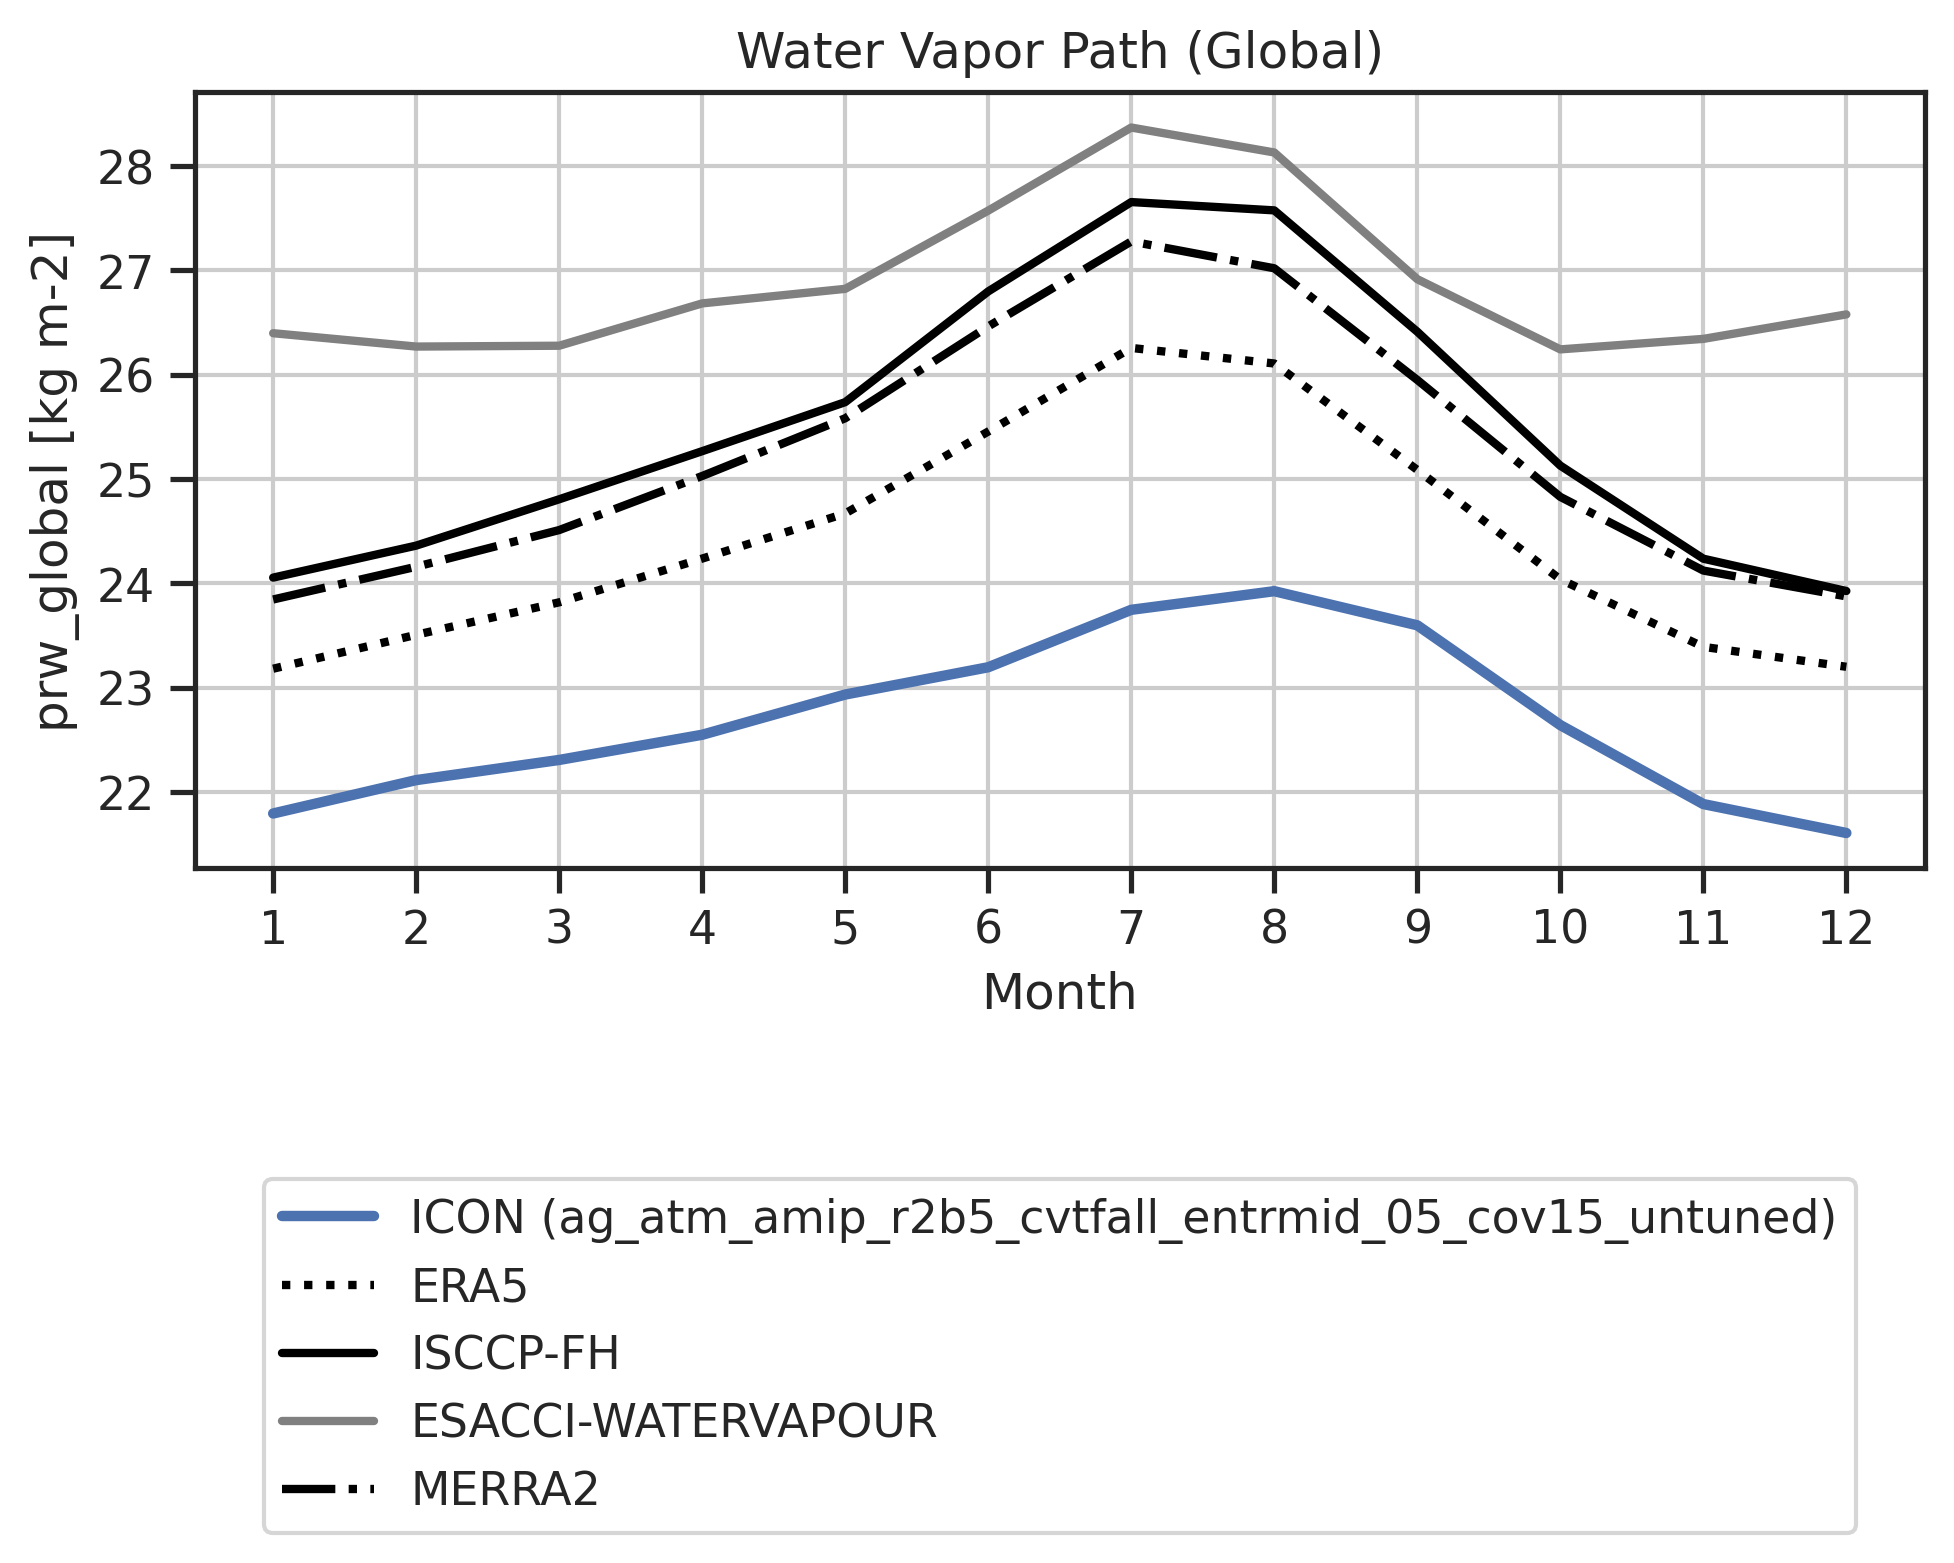 Water Vapor Path (Global)
prw_global [kg m-2]
28
27
26
25
24
23
22
1 2 3 4 5 6 7 8 9 10 11 12
Month
ICON (ag_atm_amip_r2b5_cvtfall_entrmid_05_cov15_untuned)
ERA5
ISCCP-FH
ESACCI-WATERVAPOUR
MERRA2